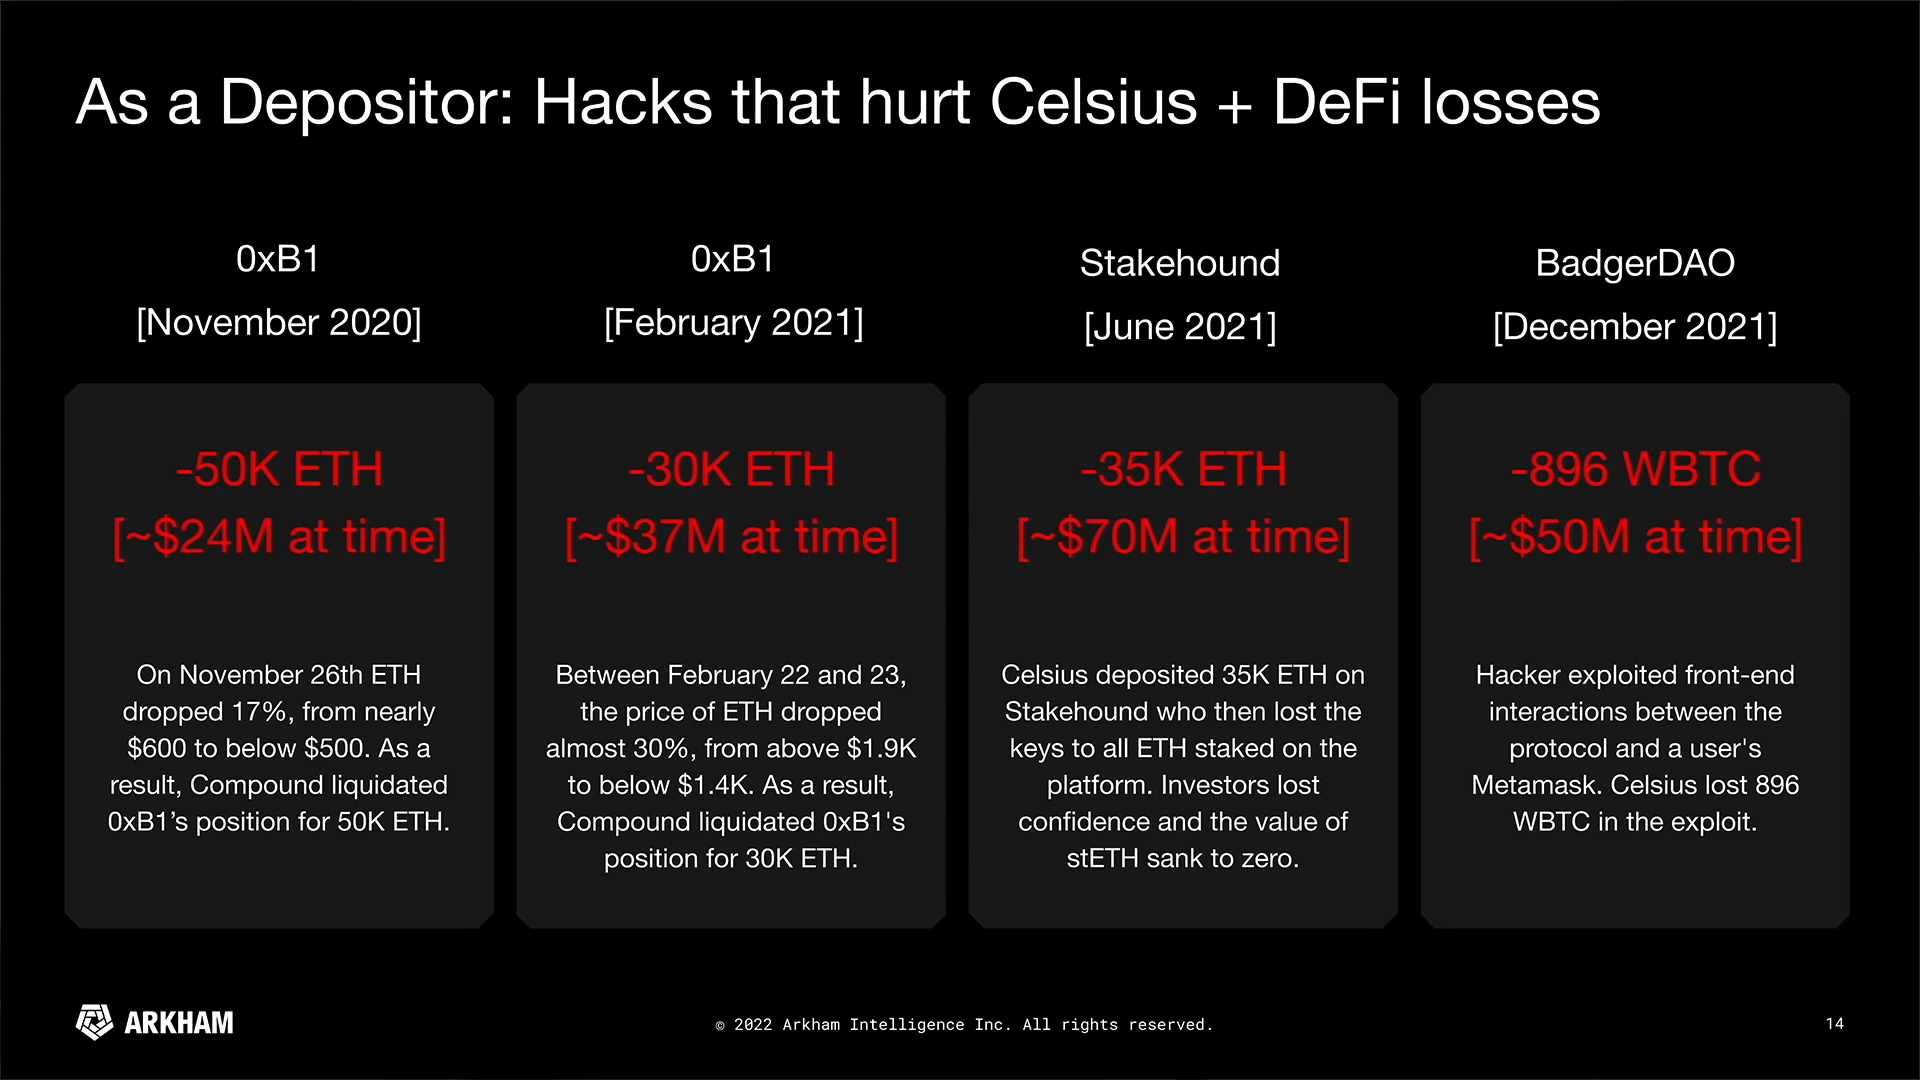 As a Depositor: Hacks that hurt Celsius + DeFi losses
0xB1
[November 2020]
-50K ETH
[~$24M at time]
On November 26th ETH
dropped 17%, from nearly
$600 to below $500. As a
result, Compound liquidated
0xB1’s position for 50K ETH.
0xB1
[February 2021]
-30K ETH
[~$37M at time]
Between February 22 and 23,
the price of ETH dropped
almost 30%, from above $1.9K
to below $1.4K. As a result,
Compound liquidated 0xB1's
position for 30K ETH.
Stakehound
[June 2021]
-35K ETH
[~$70M at time]
Celsius deposited 35K ETH on
Stakehound who then lost the
keys to all ETH staked on the
platform. Investors lost
confidence and the value of
stETH sank to zero.
BadgerDAO
[December 2021]
-896 WBTC
[~$50M at time]
Hacker exploited front-end
interactions between the
protocol and a user's
Metamask. Celsius lost 896
WBTC in the exploit.
ARKHAM
© 2022 Arkham Intelligence Inc. All rights reserved.
14